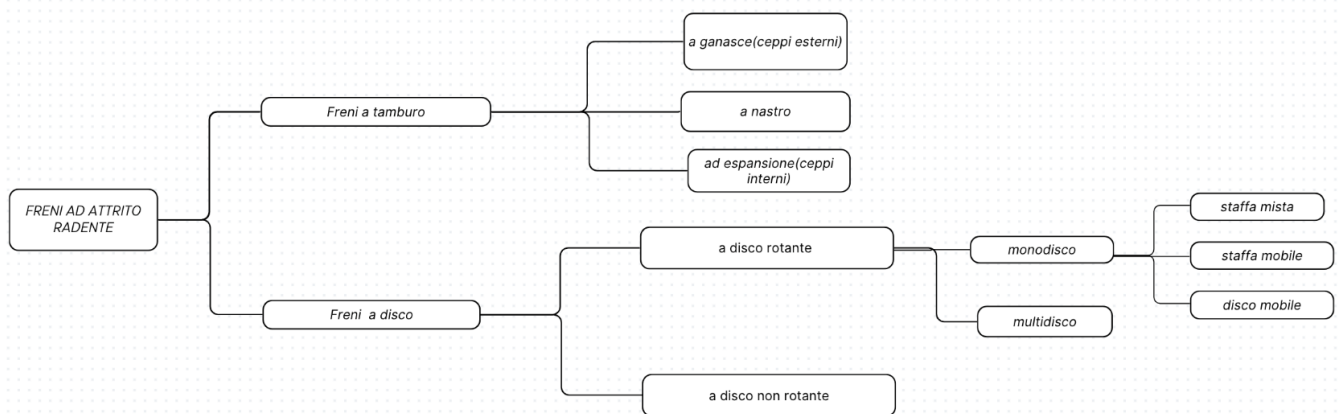 a ganasce(ceppi esterni)
Freni a tamburo
a nastro
ad espansione(ceppi
interni)
FRENI AD ATTRITO
RADENTE
staffa mista
a disco rotante
monodisco
staffa mobile
disco mobile
Freni a disco
multidisco
a disco non rotante